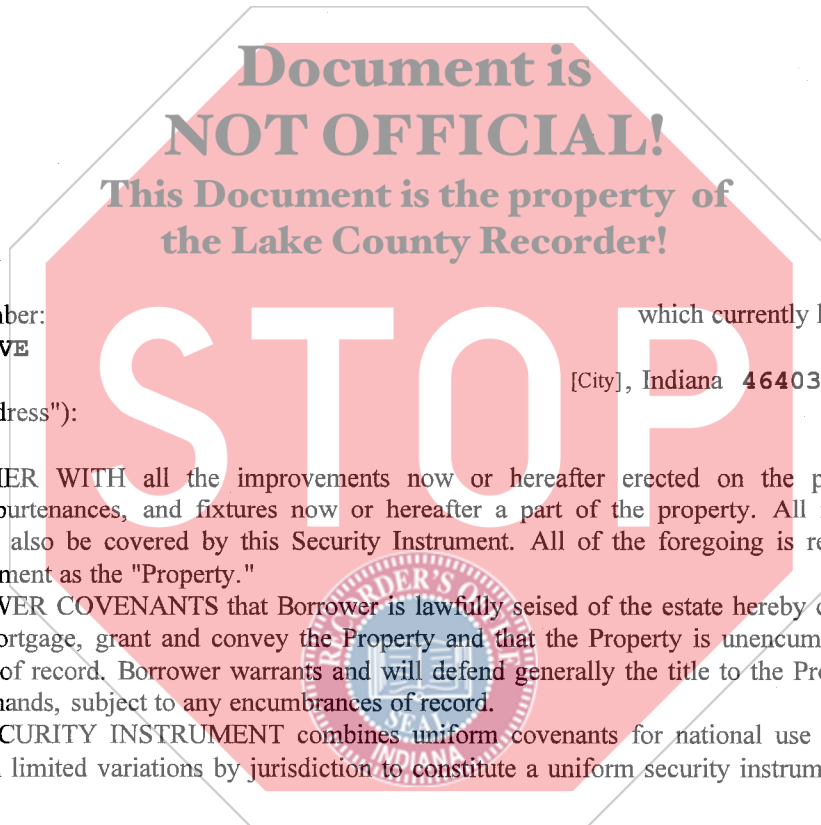 Document is
NOT OFFICIAL!
This Document is the property of
the Lake County Recorder!
STOP
nber: which currently h
VE
[City], Indiana 46403
dress"):
IER WITH all the improvements now or hereafter erected on the p
purtenances, and fixtures now or hereafter a part of the property. All
also be covered by this Security Instrument. All of the foregoing is re
ment as the "Property."
WER COVENANTS that Borrower is lawfully seised of the estate hereby c
ortgage, grant and convey the Property and that the Property is unencum
of record. Borrower warrants and will defend generally the title to the Pro
nands, subject to any encumbrances of record.
CURITY INSTRUMENT combines uniform covenants for national use
limited variations by jurisdiction to constitute a uniform security instrum
RECORDER'S OFFICE
SEAL
INDIANA